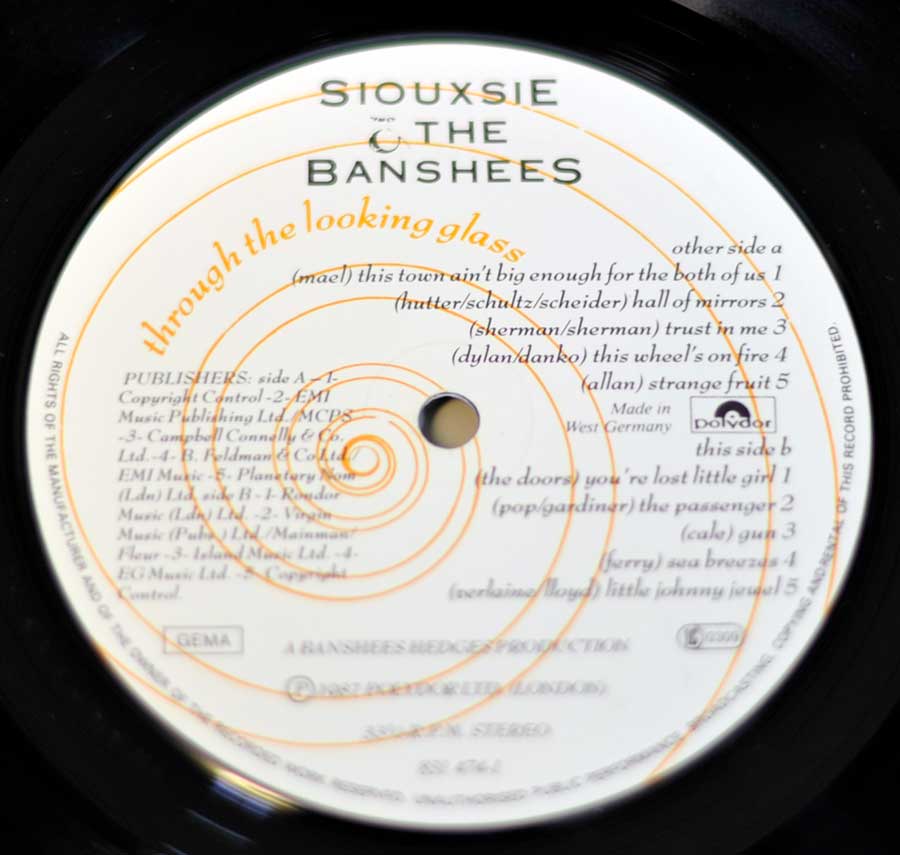 SIOUXSIE
& THE
BANSHEES
through the looking glass
other side a
(mael) this town ain't big enough for the both of us 1
(hutter/schultz/scheider) hall of mirrors 2
(sherman/sherman) trust in me 3
(dylan/danko) this wheel's on fire 4
(allan) strange fruit 5
Made in
West Germany
polydor
this side b
(the doors) you're lost little girl 1
(pop/gardiner) the passenger 2
(cale) gun 3
(ferry) sea breezes 4
(verlaine/lloyd) little johnny jewel 5
PUBLISHERS: side A -1-
Copyright Control -2- EMI
Music Publishing Ltd./MCPS
-3- Campbell Connelly & Co.
Ltd. -4- B. Feldman & Co Ltd./
EMI Music -5- Planetary Nom
(Ldn) Ltd. side B -1- Rondor
Music (Ldn) Ltd. -2- Virgin
Music (Pubs.) Ltd./Mainman/
Fleur -3- Island Music Ltd. -4-
EG Music Ltd. -5- Copyright
Control.
GEMA
A BANSHEES HEDGES PRODUCTION
℗ 1987 POLYDOR LTD. (LONDON)
33⅓ R.P.M. STEREO
831 474-1
ALL RIGHTS OF THE MANUFACTURER AND OF THE OWNER OF THE RECORDED WORK RESERVED. UNAUTHORISED PUBLIC PERFORMANCE, BROADCASTING, COPYING AND RENTAL OF THIS RECORD PROHIBITED.